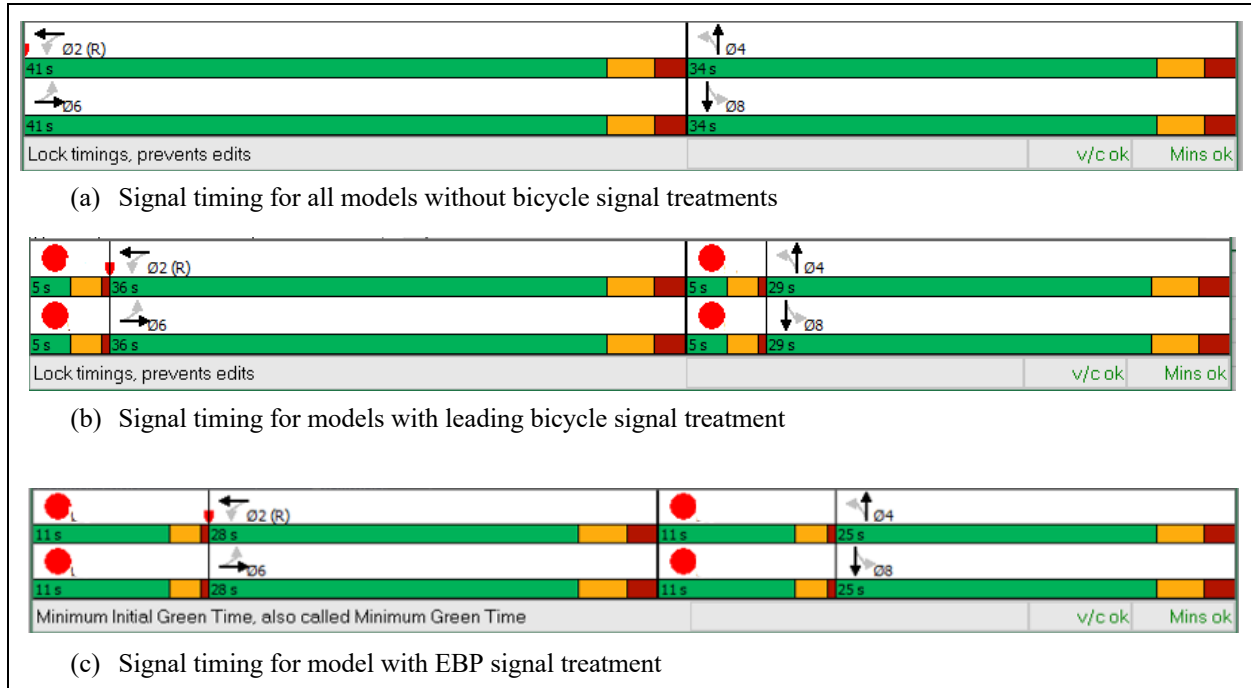 Ø2 (R) Ø4
41 s 34 s
Ø6 Ø8
41 s 34 s
Lock timings, prevents edits v/c ok Mins ok
(a) Signal timing for all models without bicycle signal treatments
Ø2 (R) Ø4
5 s 36 s 5 s 29 s
Ø6 Ø8
5 s 36 s 5 s 29 s
Lock timings, prevents edits v/c ok Mins ok
(b) Signal timing for models with leading bicycle signal treatment
Ø2 (R) Ø4
11 s 28 s 11 s 25 s
Ø6 Ø8
11 s 28 s 11 s 25 s
Minimum Initial Green Time, also called Minimum Green Time v/c ok Mins ok
(c) Signal timing for model with EBP signal treatment